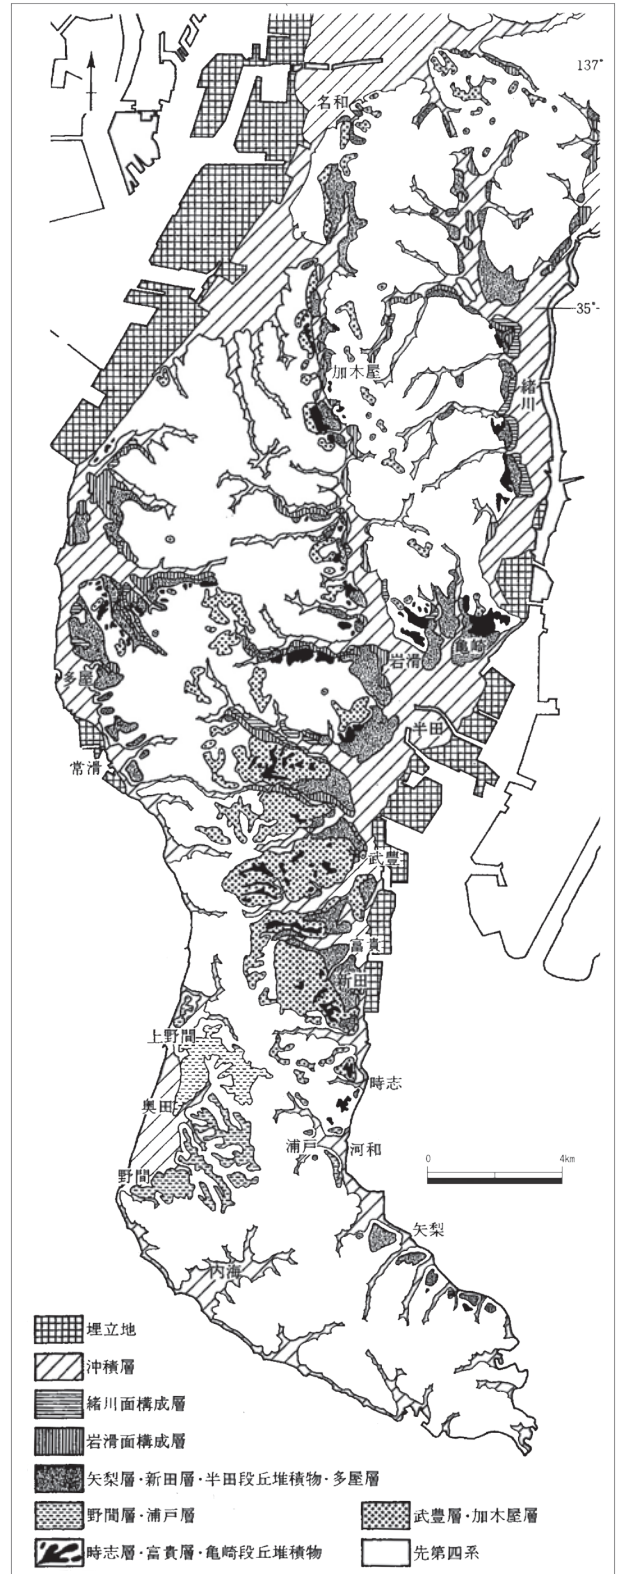 137°
名和
35°
加木屋
緒川
岩滑
亀崎
多屋
半田
常滑
武豊
富貴
新田
上野間
時志
奥田
浦戸
河和
0
4km
野間
矢梨
内海
埋立地
沖積層
緒川面構成層
岩滑面構成層
矢梨層・新田層・半田段丘堆積物・多屋層
野間層・浦戸層
武豊層・加木屋層
時志層・富貴層・亀崎段丘堆積物
先第四系